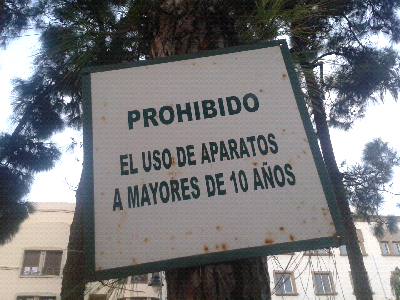 PROHIBIDO
EL USO DE APARATOS
A MAYORES DE 10 AÑOS